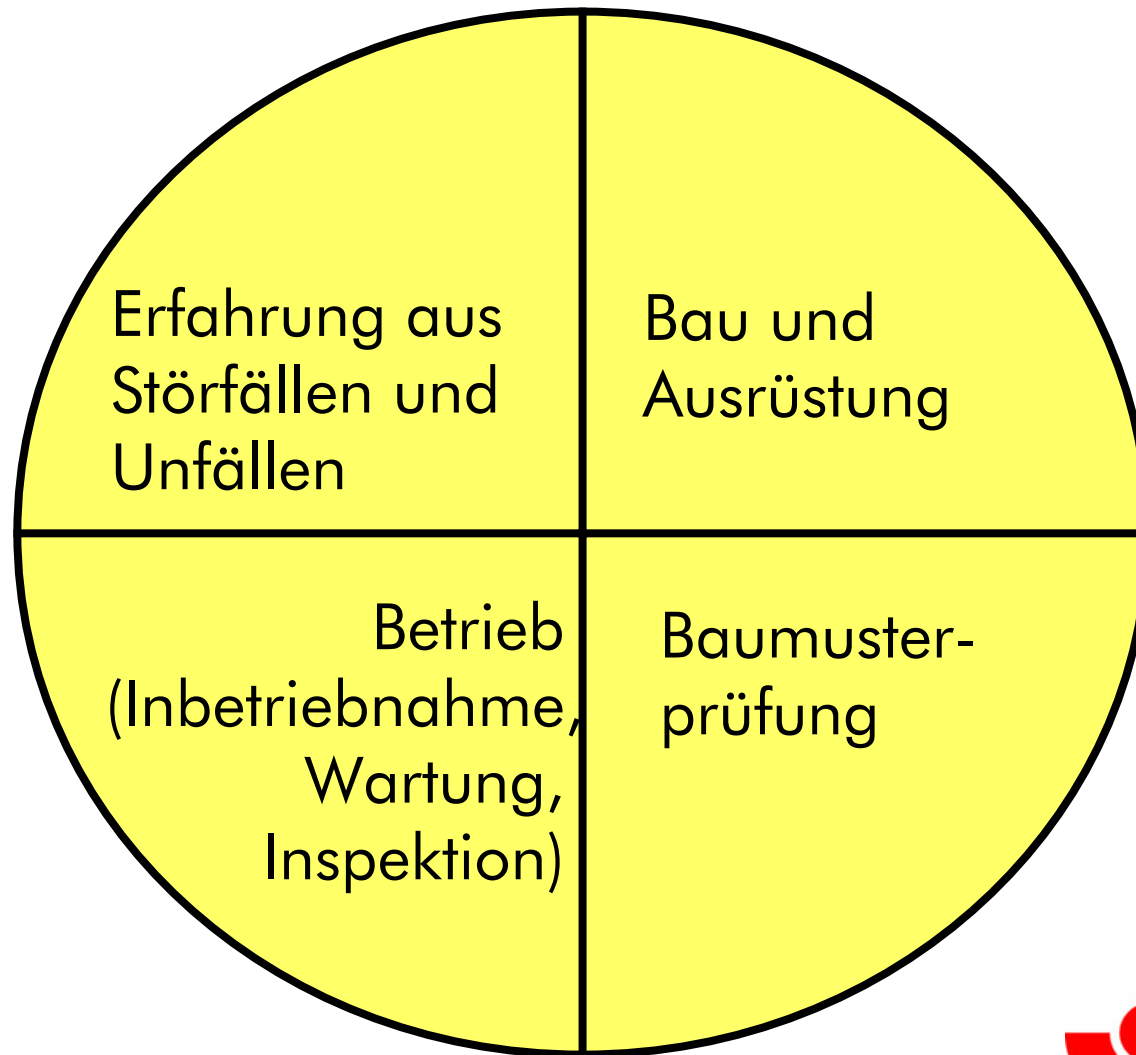 Erfahrung aus
Störfällen und
Unfällen
Bau und
Ausrüstung
Betrieb
(Inbetriebnahme,
Wartung,
Inspektion)
Baumuster-
prüfung